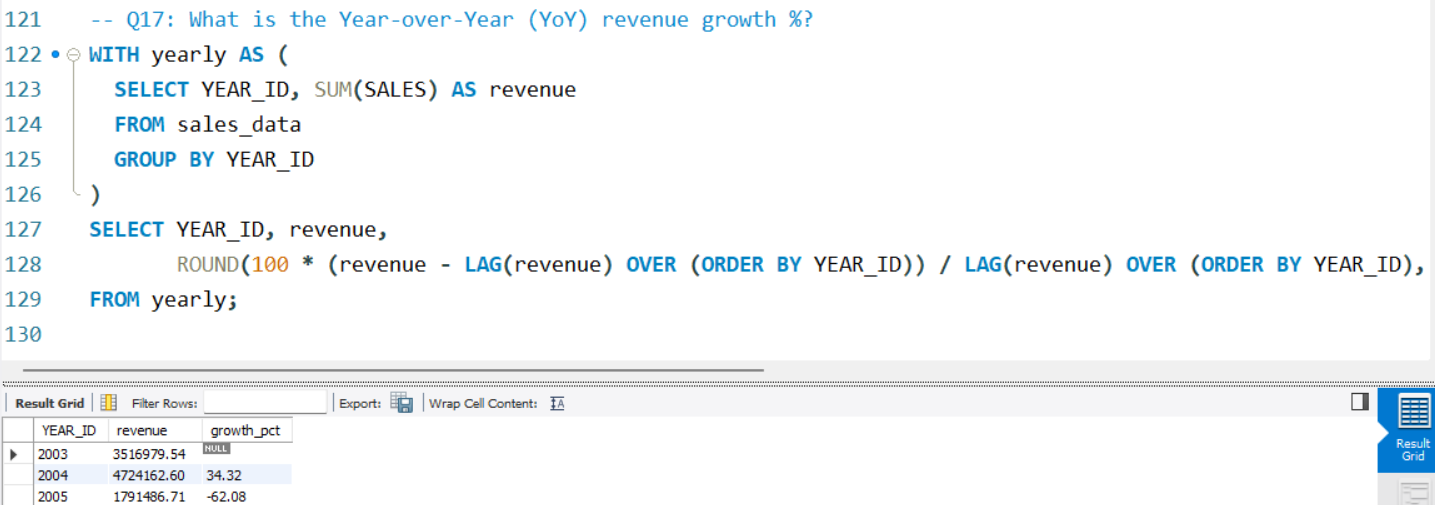 121 -- Q17: What is the Year-over-Year (YoY) revenue growth %?
122 WITH yearly AS (
123 SELECT YEAR_ID, SUM(SALES) AS revenue
124 FROM sales_data
125 GROUP BY YEAR_ID
126 )
127 SELECT YEAR_ID, revenue,
128 ROUND(100 * (revenue - LAG(revenue) OVER (ORDER BY YEAR_ID)) / LAG(revenue) OVER (ORDER BY YEAR_ID),
129 FROM yearly;
130
Result Grid Filter Rows: Export: Wrap Cell Content:
YEAR_ID revenue growth_pct
2003 3516979.54 NULL
2004 4724162.60 34.32
2005 1791486.71 -62.08
Result
Grid